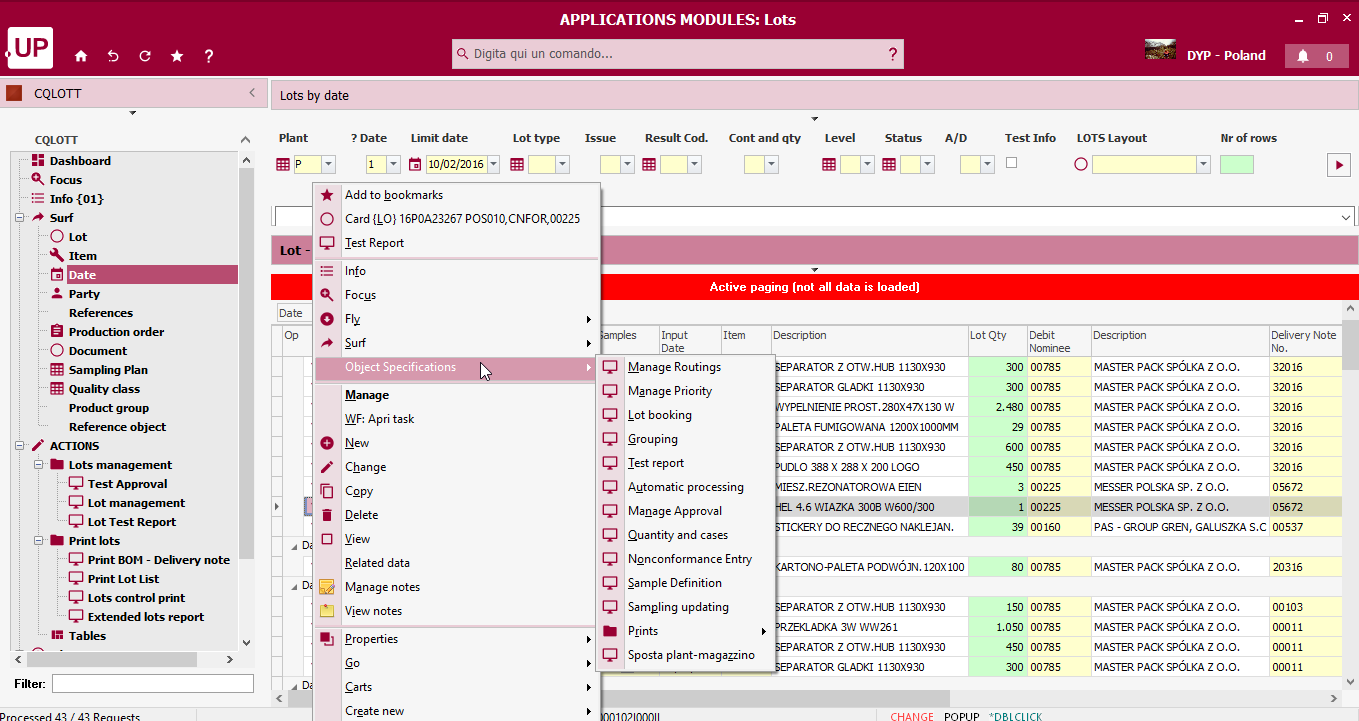 APPLICATIONS MODULES: Lots
UP
Digita qui un comando...
?
?
DYP - Poland
0
CQLOTT
Lots by date
CQLOTT
Dashboard
Focus
Info {01}
Surf
Lot
Item
Date
Party
References
Production order
Document
Sampling Plan
Quality class
Product group
Reference object
ACTIONS
Lots management
Test Approval
Lot management
Lot Test Report
Print lots
Print BOM - Delivery note
Print Lot List
Lots control print
Extended lots report
Tables
Filter:
Plant ? Date Limit date Lot type Issue Result Cod. Cont and qty Level Status A/D Test Info LOTS Layout Nr of rows
P 1 10/02/2016
Lot -
Active paging (not all data is loaded)
Date
Op Samples Input Date Item Description Lot Qty Debit Nominee Description Delivery Note No.
SEPARATOR Z OTW.HUB 1130X930 300 00785 MASTER PACK SPÓLKA Z O.O. 32016
SEPARATOR GLADKI 1130X930 300 00785 MASTER PACK SPÓLKA Z O.O. 32016
WYPELNIENIE PROST.280X47X130 W 2.480 00785 MASTER PACK SPÓLKA Z O.O. 32016
PALETA FUMIGOWANA 1200X1000MM 29 00785 MASTER PACK SPÓLKA Z O.O. 32016
SEPARATOR Z OTW.HUB 1130X930 600 00785 MASTER PACK SPÓLKA Z O.O. 32016
PUDLO 388 X 288 X 200 LOGO 450 00785 MASTER PACK SPÓLKA Z O.O. 32016
MIESZ.REZONATOROWA EIEN 3 00225 MESSER POLSKA SP. Z O.O. 05672
HEL 4.6 WIAZKA 300B W600/300 1 00225 MESSER POLSKA SP. Z O.O. 05672
STICKERY DO RECZNEGO NAKLEJAN. 39 00160 PAS - GROUP GREN, GALUSZKA S.C 00537
Da
KARTONO-PALETA PODWÓJN.120X100 80 00785 MASTER PACK SPÓLKA Z O.O. 20316
Da
SEPARATOR Z OTW.HUB 1130X930 150 00785 MASTER PACK SPÓLKA Z O.O. 00103
PRZEKLADKA 3W WW261 1.050 00785 MASTER PACK SPÓLKA Z O.O. 00011
SEPARATOR Z OTW.HUB 1130X930 450 00785 MASTER PACK SPÓLKA Z O.O. 00011
SEPARATOR GLADKI 1130X930 300 00785 MASTER PACK SPÓLKA Z O.O. 00011
Da
Add to bookmarks
Card {LO} 16P0A23267 POS010,CNFOR,00225
Test Report
Info
Focus
Fly
Surf
Object Specifications
Manage
WF: Apri task
New
Change
Copy
Delete
View
Related data
Manage notes
View notes
Properties
Go
Carts
Create new
Manage Routings
Manage Priority
Lot booking
Grouping
Test report
Automatic processing
Manage Approval
Quantity and cases
Nonconformance Entry
Sample Definition
Sampling updating
Prints
Sposta plant-magazzino
Processed 43 / 43 Requests
CHANGE POPUP *DBLCLICK